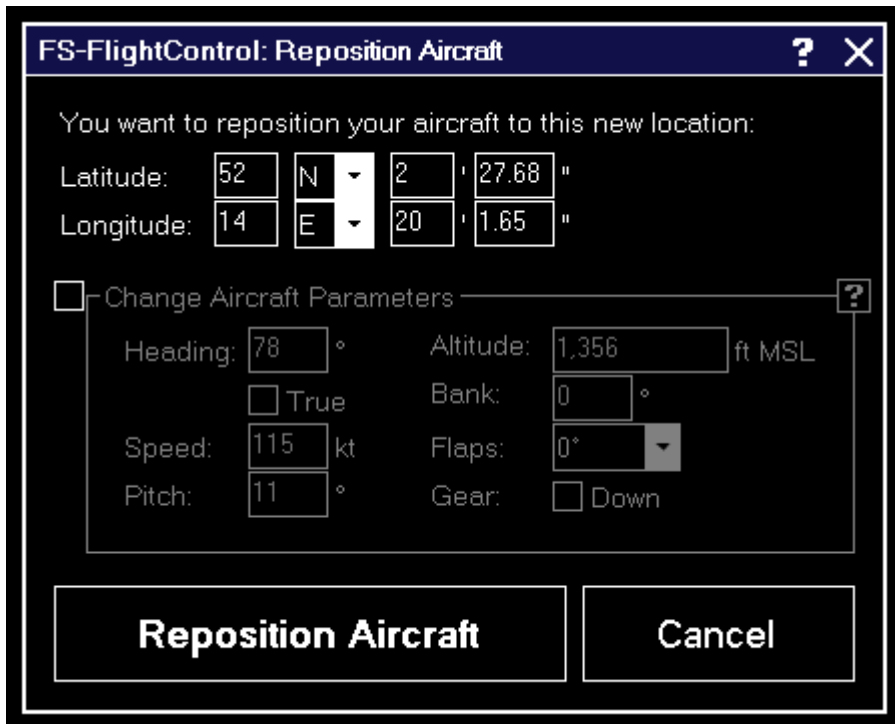 FS-FlightControl: Reposition Aircraft ?
You want to reposition your aircraft to this new location:
Latitude: 52 N 2 ' 27.68 "
Longitude: 14 E 20 ' 1.65 "
Change Aircraft Parameters ?
Heading: 78 ° Altitude: 1,356 ft MSL
True Bank: 0 °
Speed: 115 kt Flaps: 0°
Pitch: 11 ° Gear: Down
Reposition Aircraft Cancel